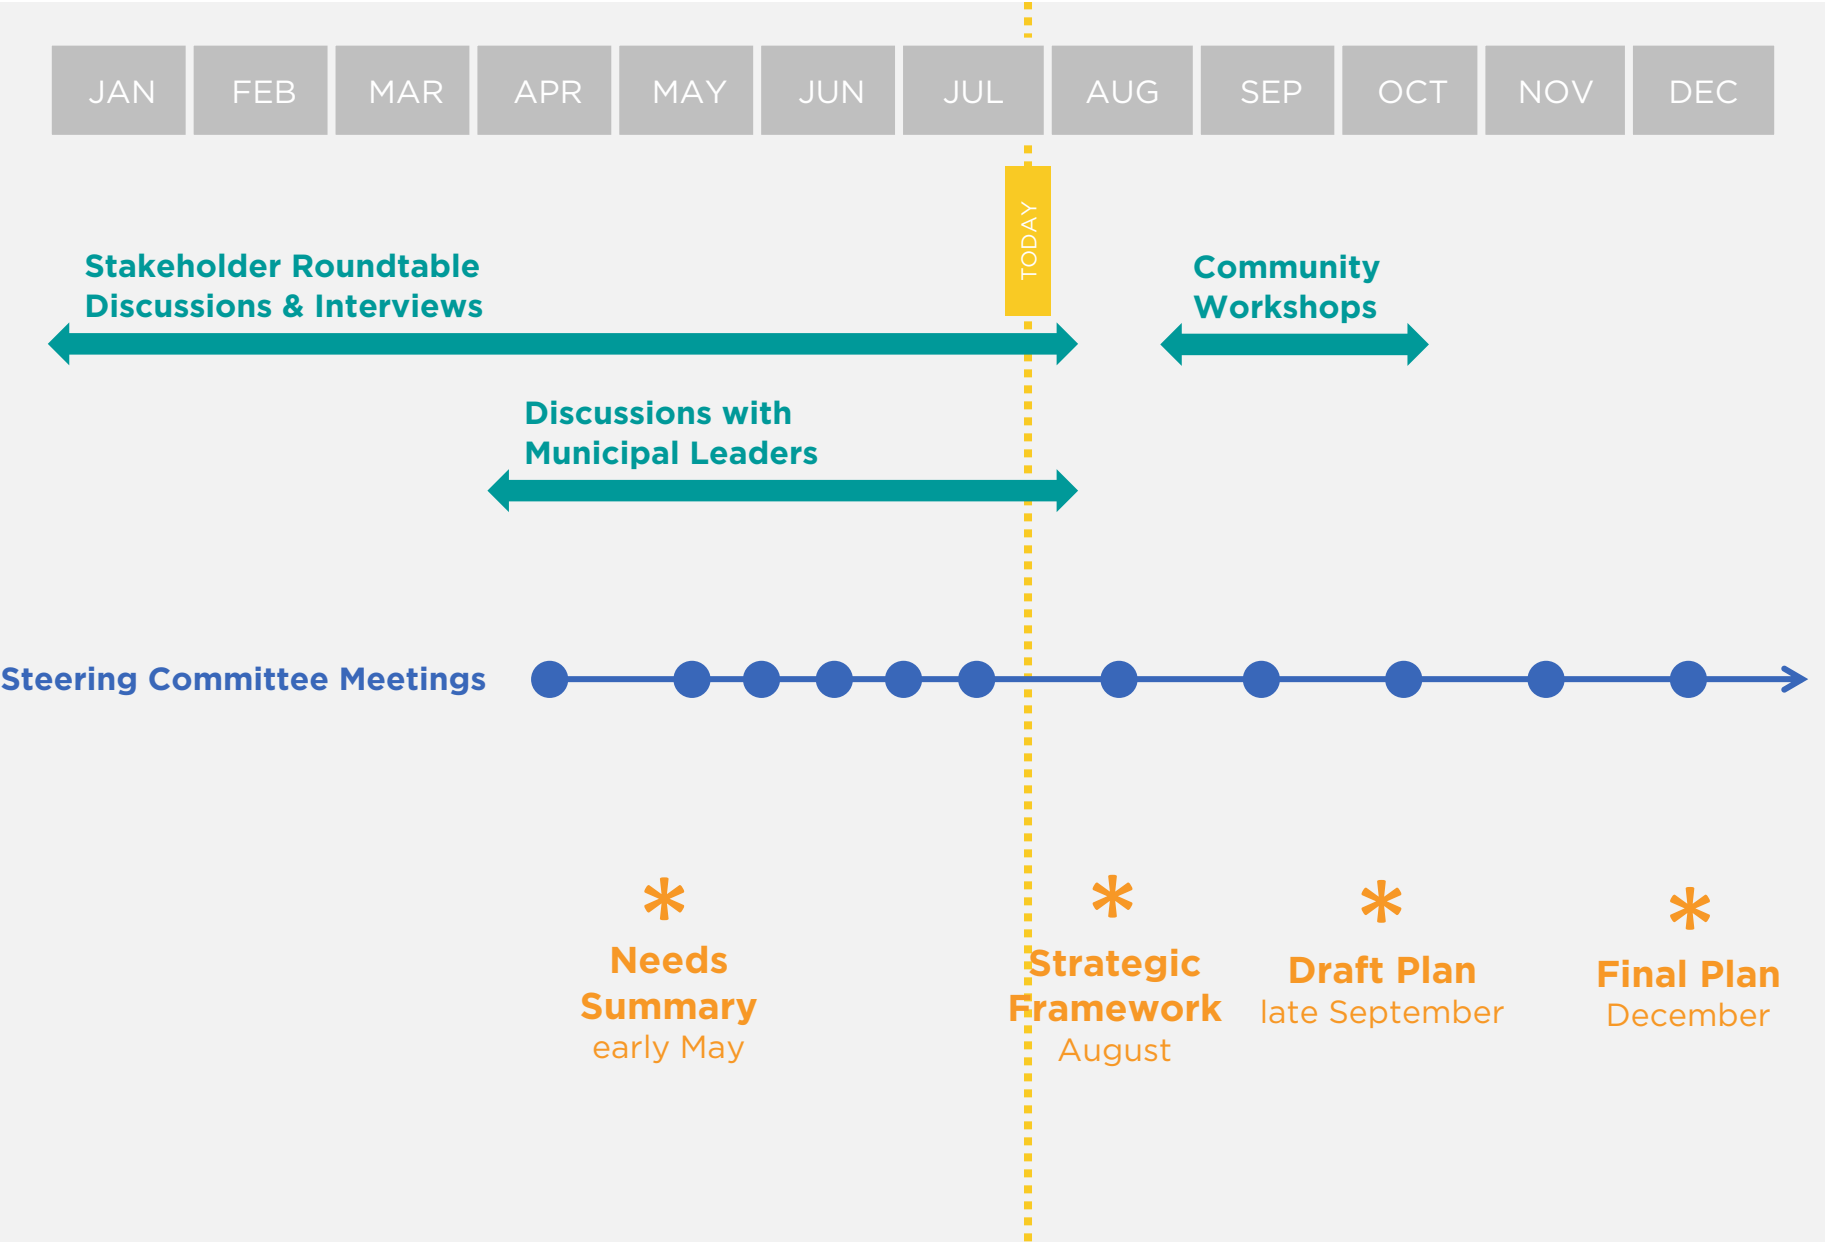 JAN FEB MAR APR MAY JUN JUL AUG SEP OCT NOV DEC
TODAY
Stakeholder Roundtable
Discussions & Interviews
Community
Workshops
Discussions with
Municipal Leaders
Steering Committee Meetings
*
Needs
Summary
early May
*
Strategic
Framework
August
*
Draft Plan
late September
*
Final Plan
December